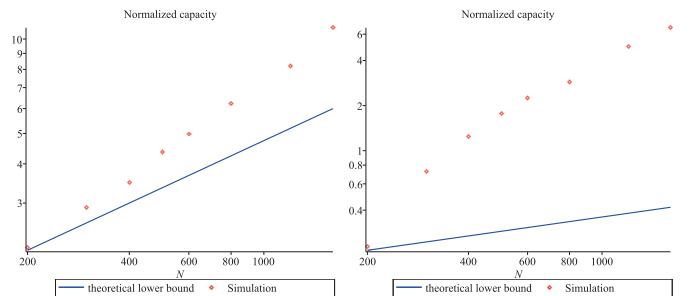 Normalized capacity
10
9
8
7
6
5
4
3
200 400 600 800 1000
N
theoretical lower bound Simulation
Normalized capacity
6
4
2
1
0.8
0.6
0.4
200 400 600 800 1000
N
theoretical lower bound Simulation